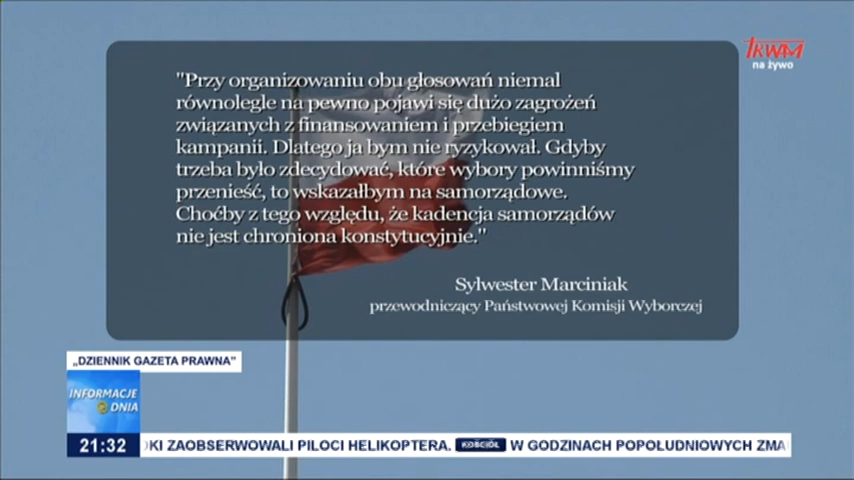 TRWAM
na żywo
"Przy organizowaniu obu głosowań niemal
równolegle na pewno pojawi się dużo zagrożeń
związanych z finansowaniem i przebiegiem
kampanii. Dlatego ja bym nie ryzykował. Gdyby
trzeba było zdecydować, które wybory powinniśmy
przenieść, to wskazałbym na samorządowe.
Choćby z tego względu, że kadencja samorządów
nie jest chroniona konstytucyjnie."
Sylwester Marciniak
przewodniczący Państwowej Komisji Wyborczej
„DZIENNIK GAZETA PRAWNA"
INFORMACJE
DNIA
21:32 OKI ZAOBSERWOWALI PILOCI HELIKOPTERA. KOŚCIÓŁ W GODZINACH POPOŁUDNIOWYCH ZMA